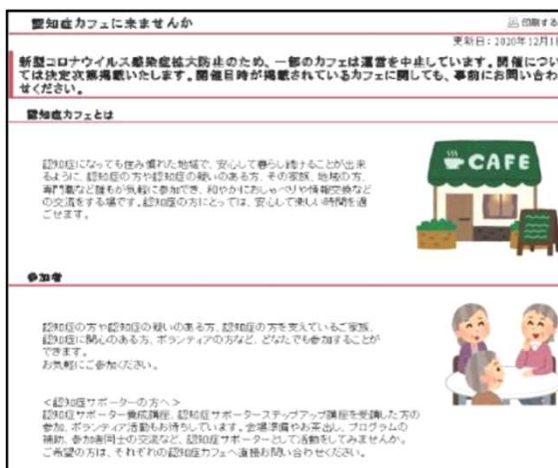 認知症カフェに来ませんか
印刷する
更新日：2020年12月1日
新型コロナウイルス感染症拡大防止のため、一部のカフェは運営を中止しています。開催につい
ては決定次第掲載いたします。開催日時が掲載されているカフェに関しても、事前にお問い合わ
せください。
認知症カフェとは
認知症になっても住み慣れた地域で、安心して暮らし続けることが出来
るように、認知症の方や認知症の疑いのある方、その家族、地域の方、
専門職など誰もが気軽に参加でき、和やかにおしゃべりや情報交換など
の交流をする場です。認知症の方にとっては、安心して楽しい時間を過
ごせます。
CAFE
参加者
認知症の方や認知症の疑いのある方、認知症の方を支えているご家族、
認知症に関心のある方、ボランティアの方など、どなたでも参加することが
できます。
お気軽にご参加ください。
＜認知症サポーターの方へ＞
認知症サポーター養成講座、認知症サポーターステップアップ講座を受講した方の
参加、ボランティア活動もお待ちしています。会場準備やお茶出し、プログラムの
補助、参加者同士の交流など、認知症サポーターとして活動をしてみませんか。
ご希望の方は、それぞれの認知症カフェへ直接お問い合わせください。